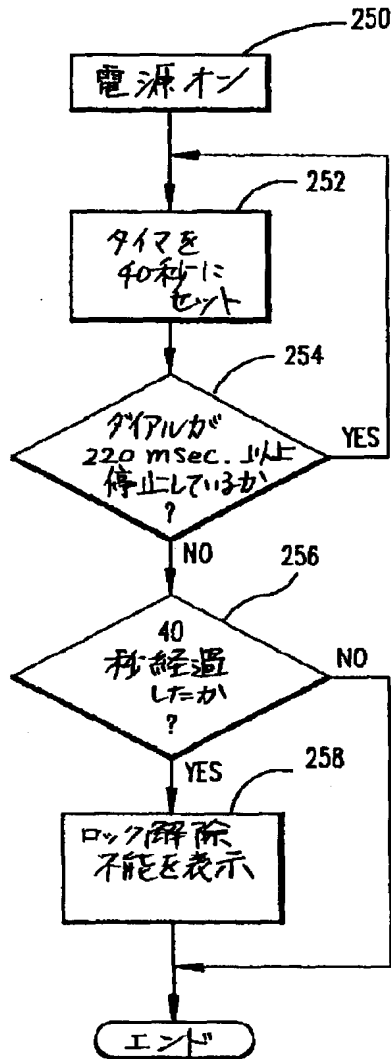 250
電源オン
252
タイマを
40秒に
セット
254
ダイアルが
220 mSec. 以上
停止しているか
?
YES
NO
256
40
秒経過
したか
?
NO
YES
258
ロック解除
不能を表示
エンド